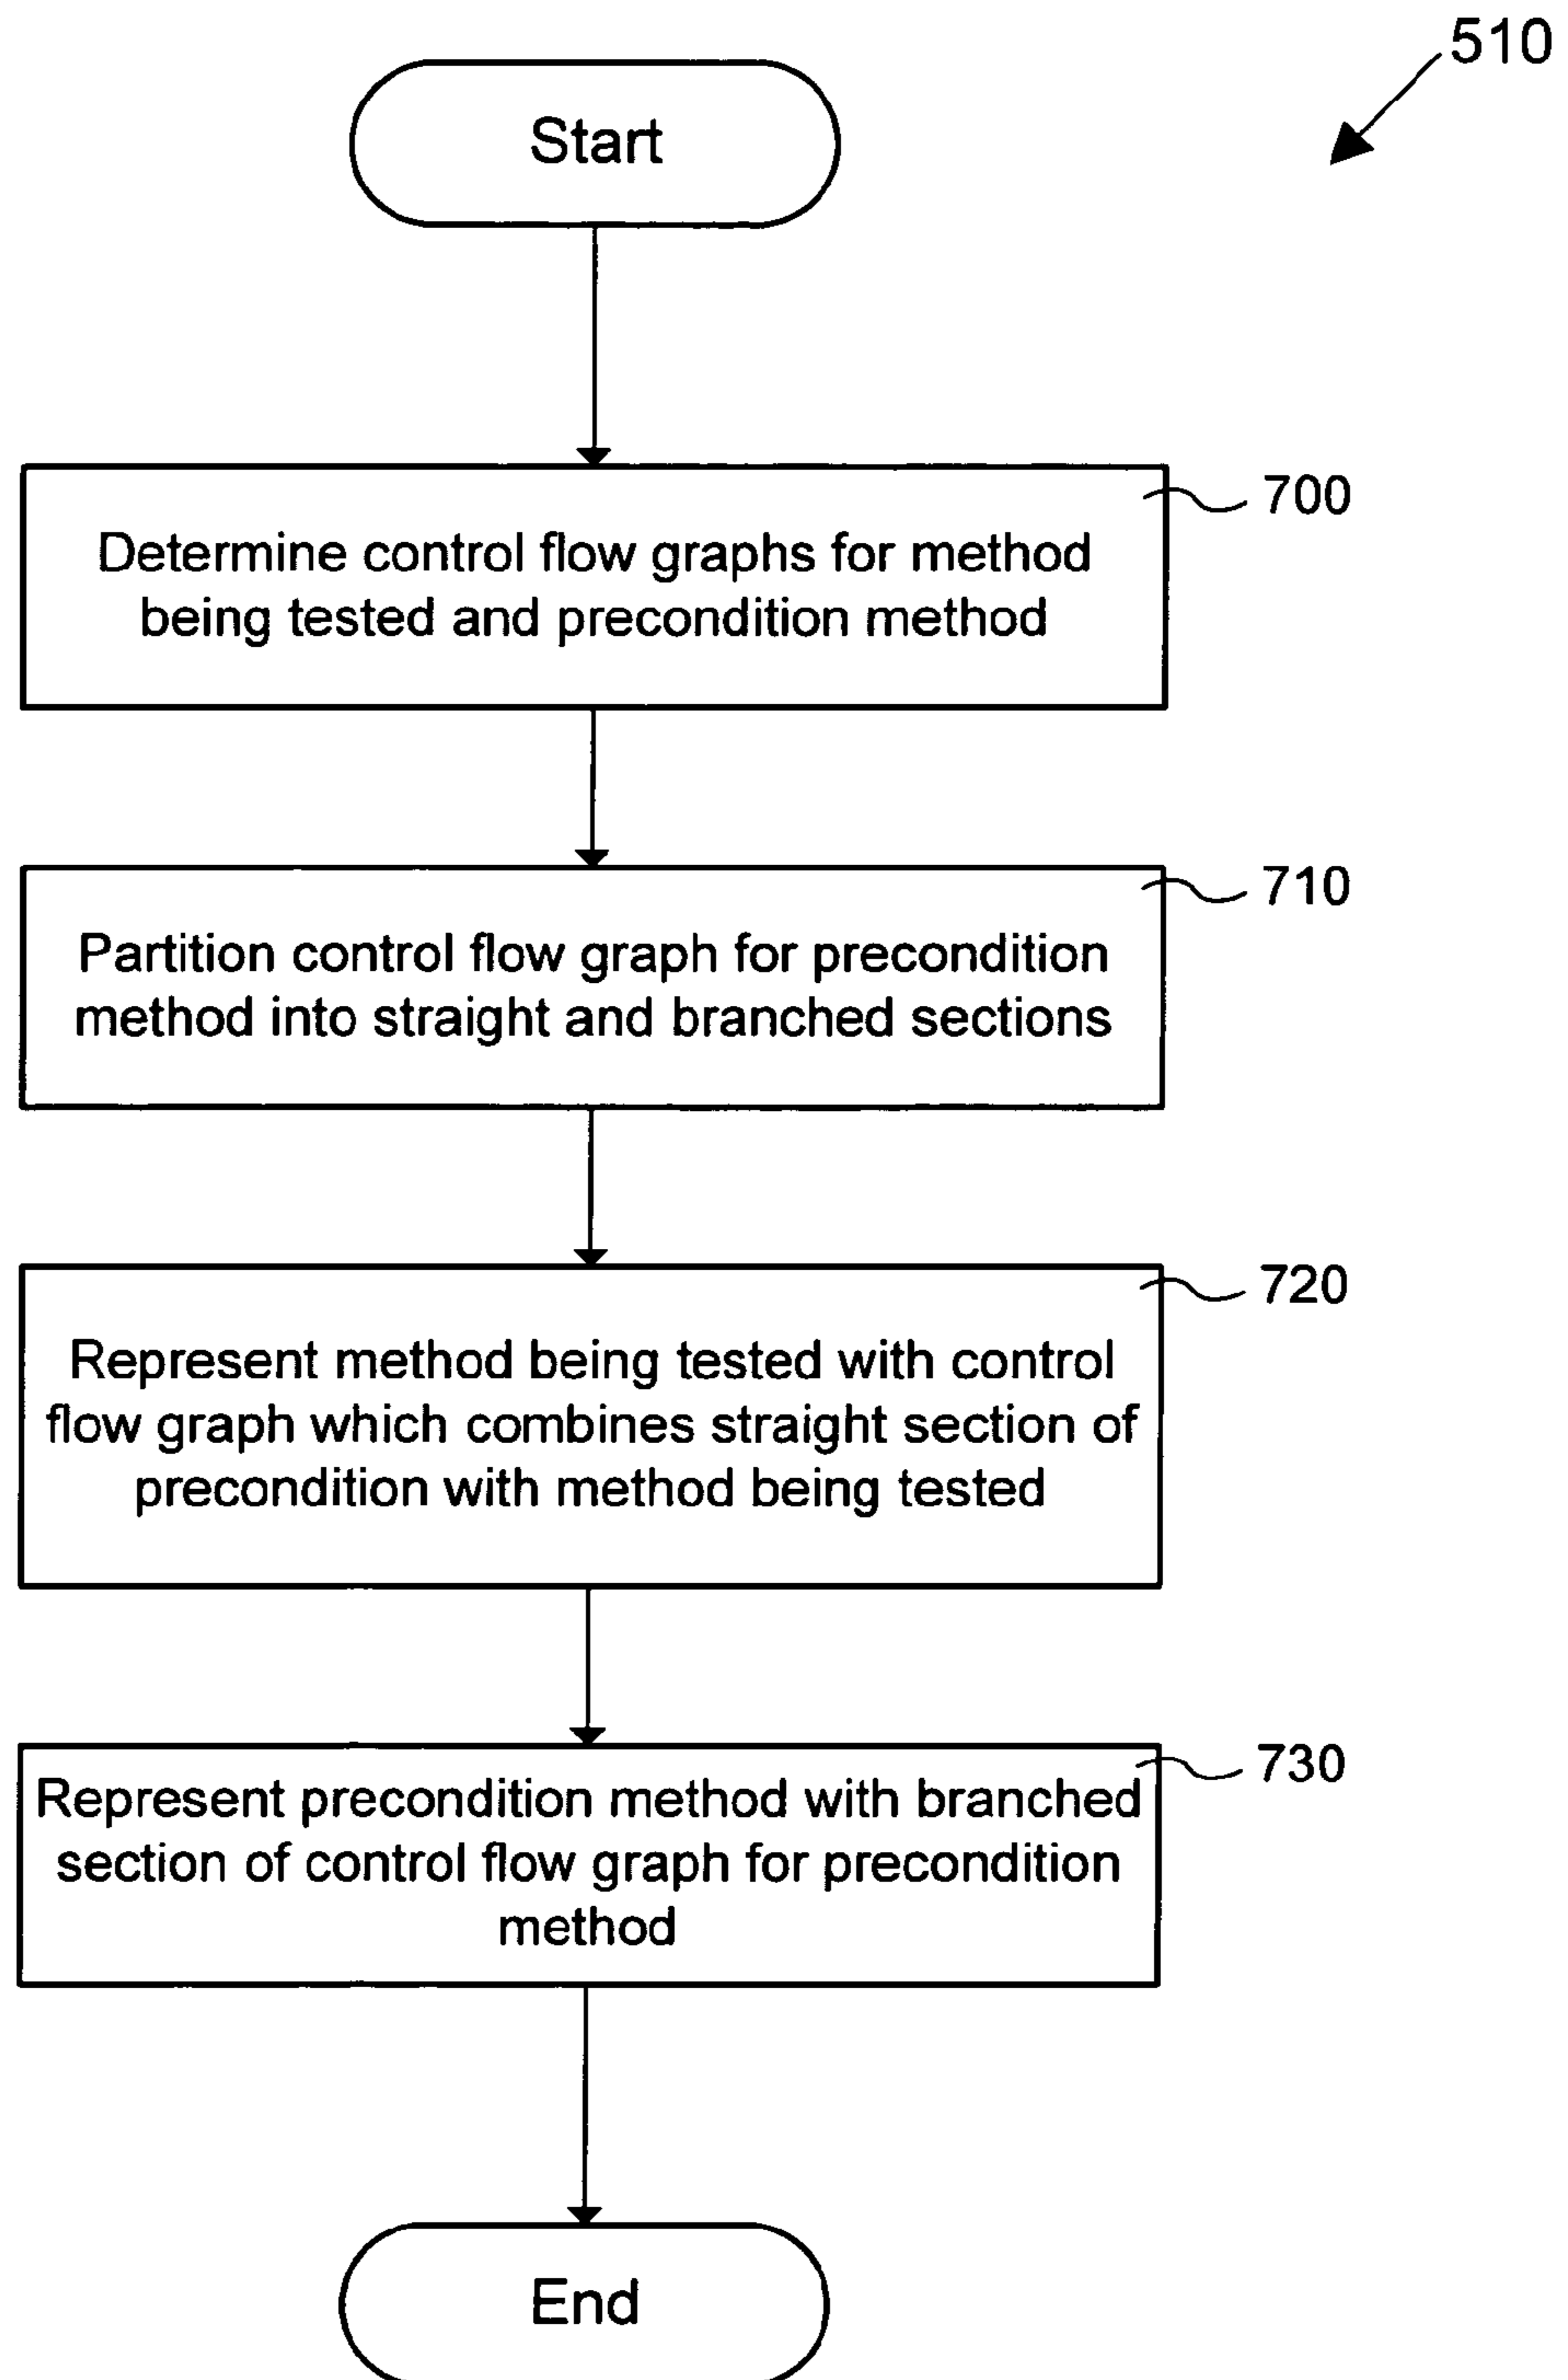 510
Start
700
Determine control flow graphs for method
being tested and precondition method
710
Partition control flow graph for precondition
method into straight and branched sections
720
Represent method being tested with control
flow graph which combines straight section of
precondition with method being tested
730
Represent precondition method with branched
section of control flow graph for precondition
method
End